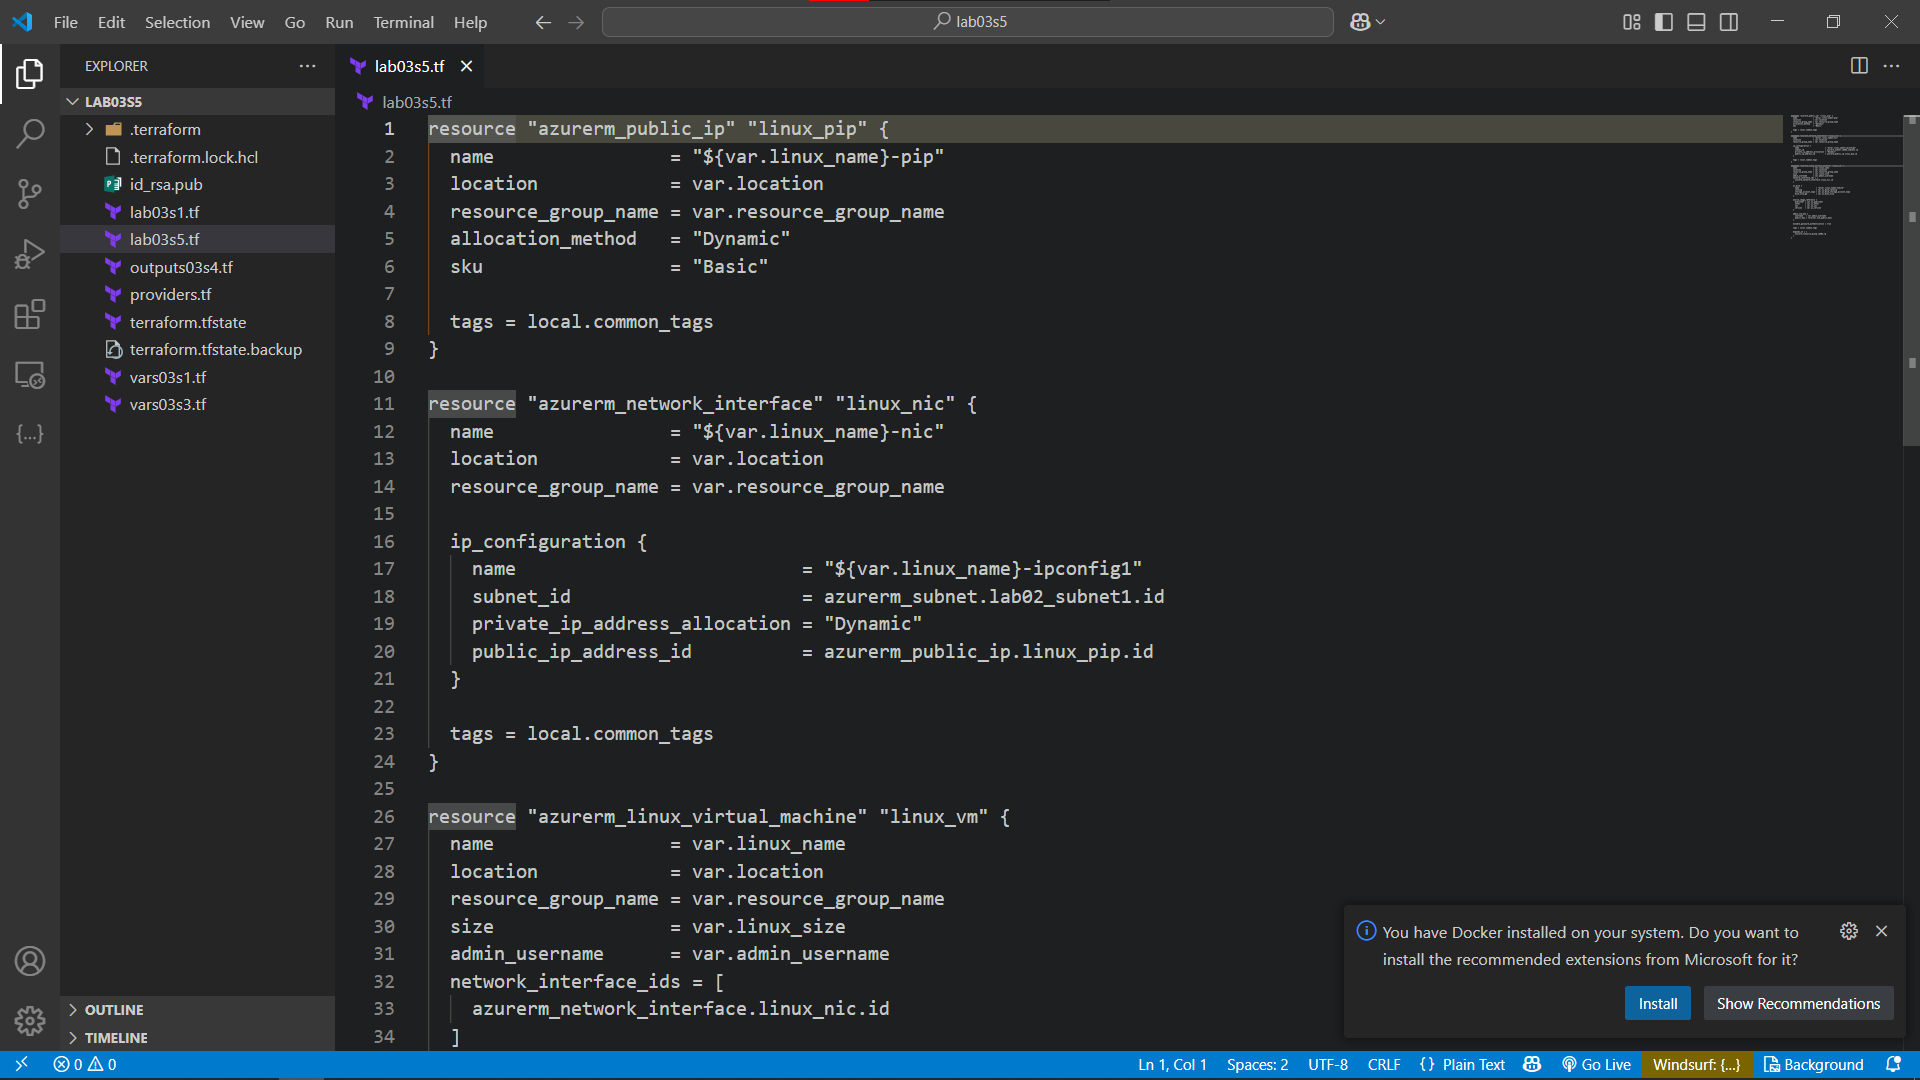 File Edit Selection View Go Run Terminal Help
lab03s5
EXPLORER
LAB03S5
.terraform
.terraform.lock.hcl
id_rsa.pub
lab03s1.tf
lab03s5.tf
outputs03s4.tf
providers.tf
terraform.tfstate
terraform.tfstate.backup
vars03s1.tf
vars03s3.tf
OUTLINE
TIMELINE
lab03s5.tf
lab03s5.tf
1 resource "azurerm_public_ip" "linux_pip" {
2   name                = "${var.linux_name}-pip"
3   location            = var.location
4   resource_group_name = var.resource_group_name
5   allocation_method   = "Dynamic"
6   sku                 = "Basic"
7
8   tags = local.common_tags
9 }
10
11 resource "azurerm_network_interface" "linux_nic" {
12   name                = "${var.linux_name}-nic"
13   location            = var.location
14   resource_group_name = var.resource_group_name
15
16   ip_configuration {
17     name                          = "${var.linux_name}-ipconfig1"
18     subnet_id                     = azurerm_subnet.lab02_subnet1.id
19     private_ip_address_allocation = "Dynamic"
20     public_ip_address_id          = azurerm_public_ip.linux_pip.id
21   }
22
23   tags = local.common_tags
24 }
25
26 resource "azurerm_linux_virtual_machine" "linux_vm" {
27   name                = var.linux_name
28   location            = var.location
29   resource_group_name = var.resource_group_name
30   size                = var.linux_size
31   admin_username      = var.admin_username
32   network_interface_ids = [
33     azurerm_network_interface.linux_nic.id
34   ]
You have Docker installed on your system. Do you want to
install the recommended extensions from Microsoft for it?
Install Show Recommendations
0 0 Ln 1, Col 1 Spaces: 2 UTF-8 CRLF {} Plain Text Go Live Windsurf: {...} Background